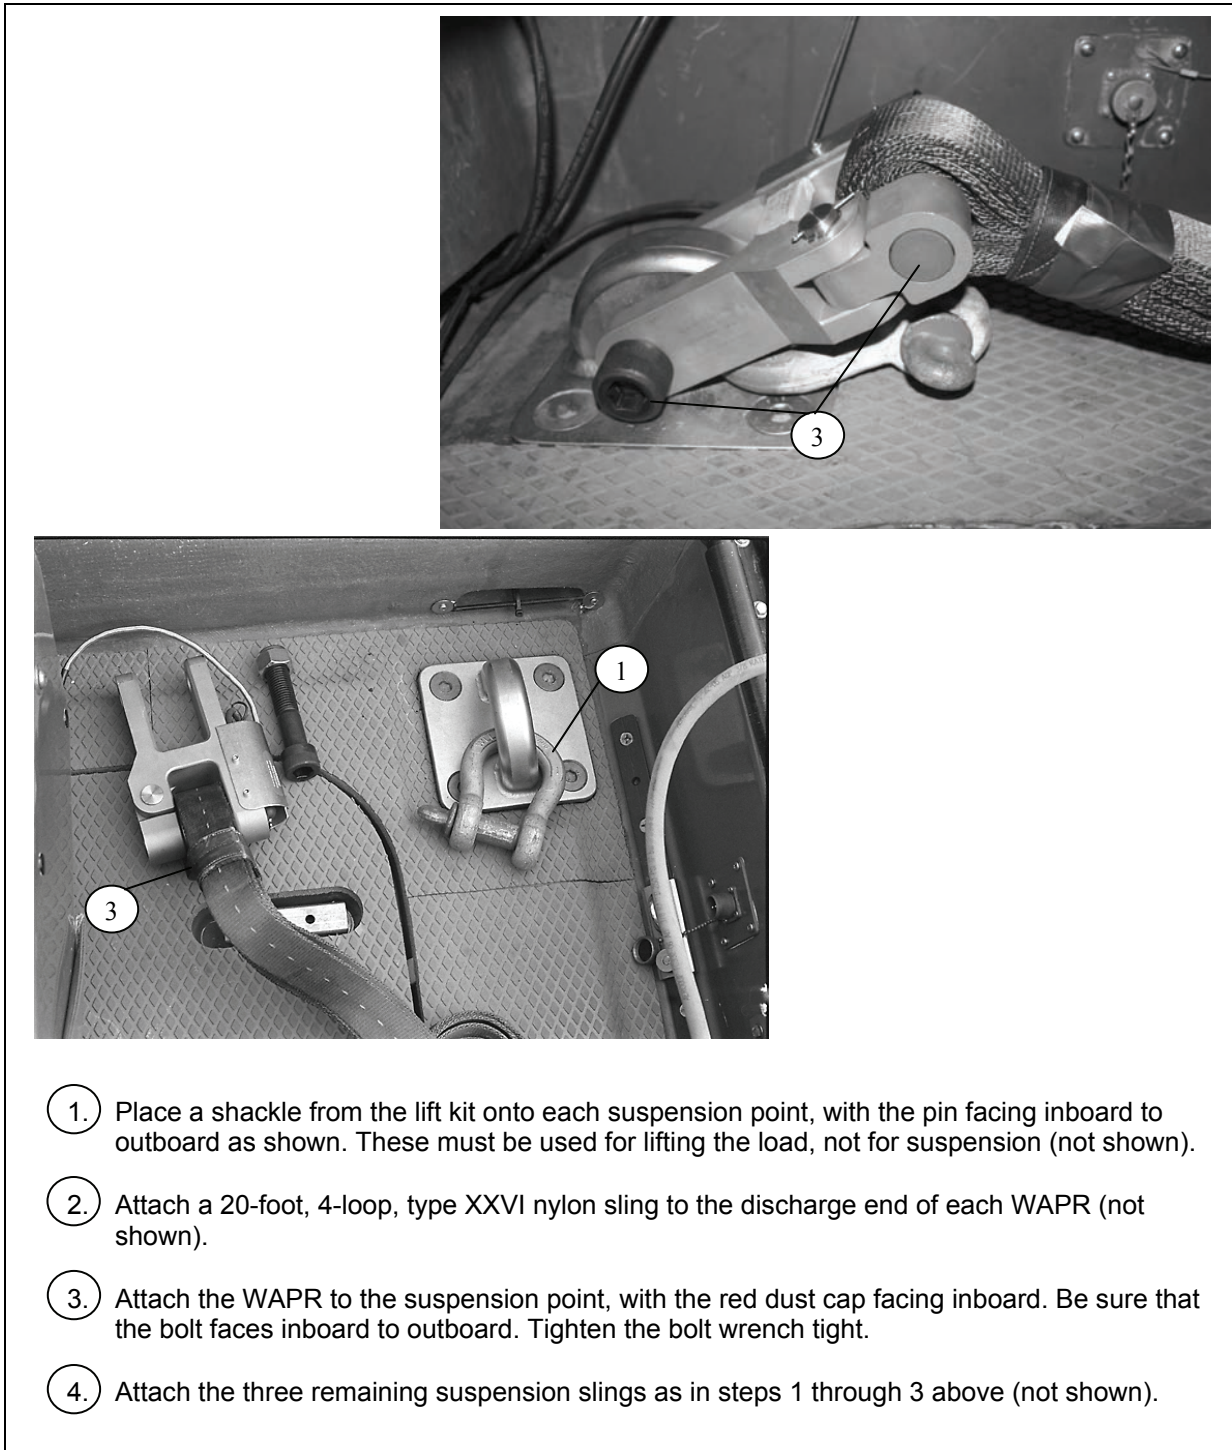 3
1
3
1. Place a shackle from the lift kit onto each suspension point, with the pin facing inboard to
outboard as shown. These must be used for lifting the load, not for suspension (not shown).
2. Attach a 20-foot, 4-loop, type XXVI nylon sling to the discharge end of each WAPR (not
shown).
3. Attach the WAPR to the suspension point, with the red dust cap facing inboard. Be sure that
the bolt faces inboard to outboard. Tighten the bolt wrench tight.
4. Attach the three remaining suspension slings as in steps 1 through 3 above (not shown).